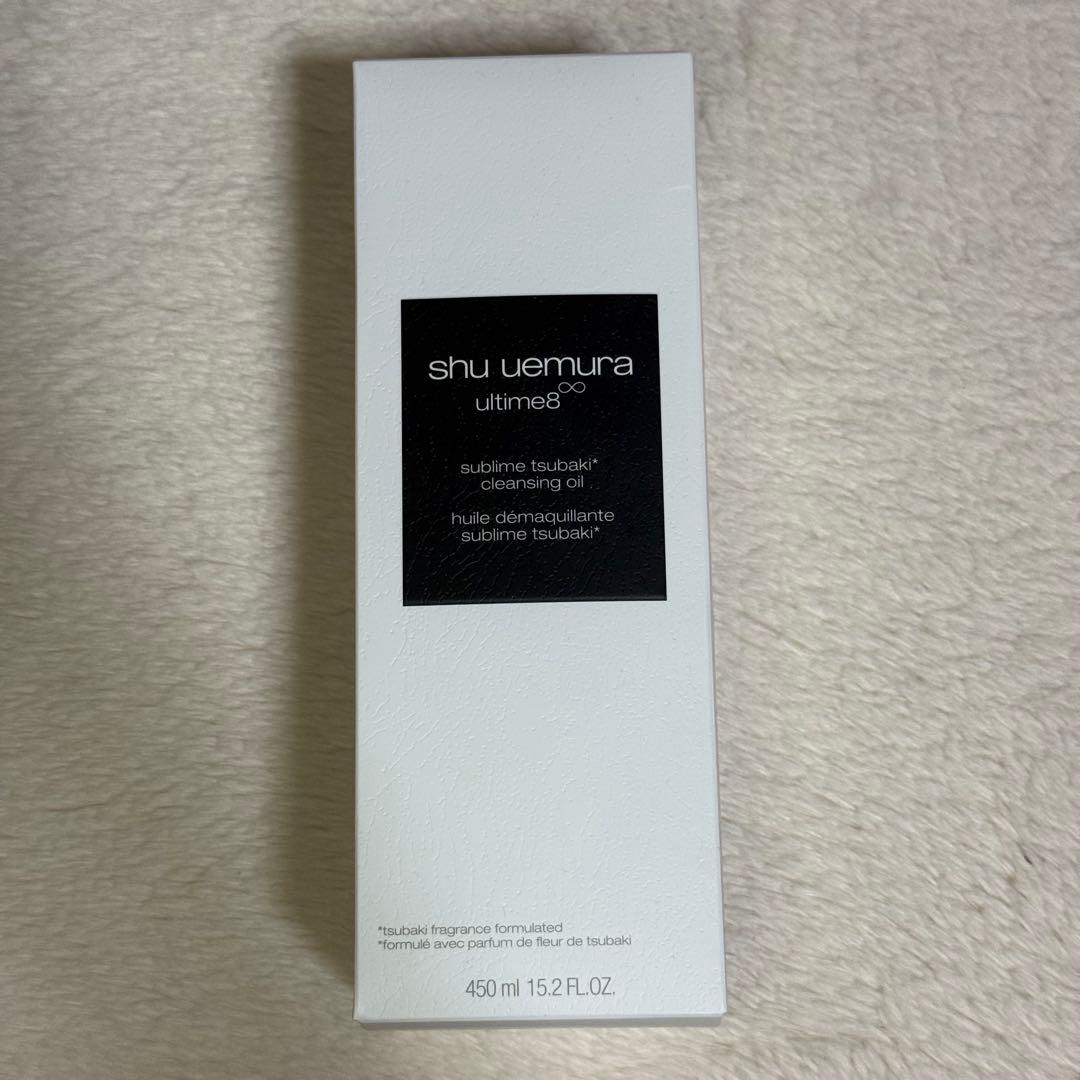 shu uemura
ultime8∞
sublime tsubaki*
cleansing oil
huile démaquillante
sublime tsubaki*
*tsubaki fragrance formulated
*formulé avec parfum de fleur de tsubaki
450 ml 15.2 FL.OZ.